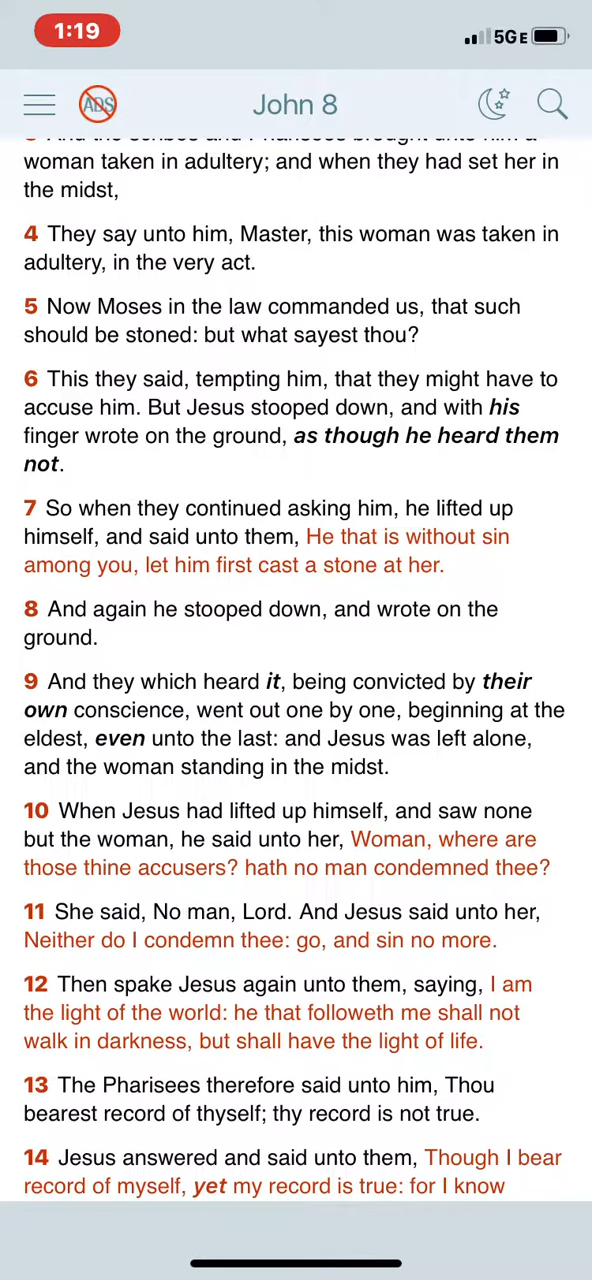 1:19
5GE
ADS
John 8
woman taken in adultery; and when they had set her in
the midst,
4 They say unto him, Master, this woman was taken in
adultery, in the very act.
5 Now Moses in the law commanded us, that such
should be stoned: but what sayest thou?
6 This they said, tempting him, that they might have to
accuse him. But Jesus stooped down, and with his
finger wrote on the ground, as though he heard them
not.
7 So when they continued asking him, he lifted up
himself, and said unto them, He that is without sin
among you, let him first cast a stone at her.
8 And again he stooped down, and wrote on the
ground.
9 And they which heard it, being convicted by their
own conscience, went out one by one, beginning at the
eldest, even unto the last: and Jesus was left alone,
and the woman standing in the midst.
10 When Jesus had lifted up himself, and saw none
but the woman, he said unto her, Woman, where are
those thine accusers? hath no man condemned thee?
11 She said, No man, Lord. And Jesus said unto her,
Neither do I condemn thee: go, and sin no more.
12 Then spake Jesus again unto them, saying, I am
the light of the world: he that followeth me shall not
walk in darkness, but shall have the light of life.
13 The Pharisees therefore said unto him, Thou
bearest record of thyself; thy record is not true.
14 Jesus answered and said unto them, Though I bear
record of myself, yet my record is true: for I know